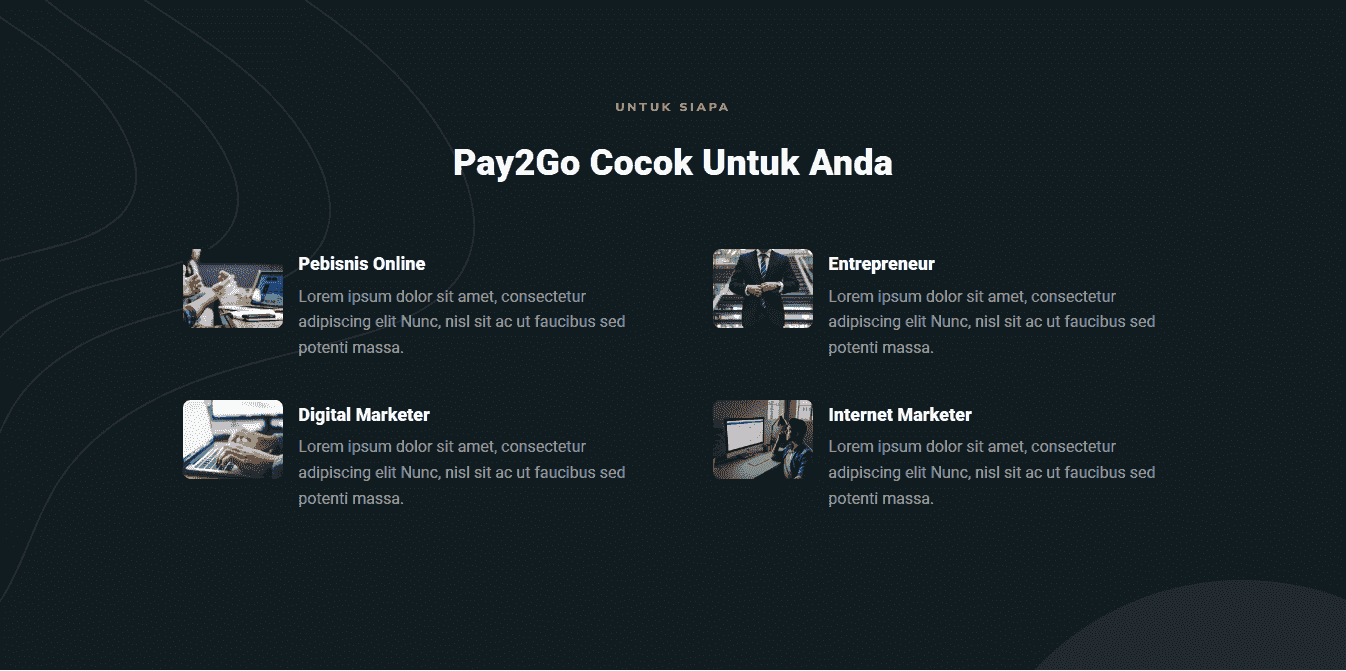 UNTUK SIAPA
Pay2Go Cocok Untuk Anda
Pebisnis Online
Lorem ipsum dolor sit amet, consectetur
adipiscing elit Nunc, nisl sit ac ut faucibus sed
potenti massa.
Entrepreneur
Lorem ipsum dolor sit amet, consectetur
adipiscing elit Nunc, nisl sit ac ut faucibus sed
potenti massa.
Digital Marketer
Lorem ipsum dolor sit amet, consectetur
adipiscing elit Nunc, nisl sit ac ut faucibus sed
potenti massa.
Internet Marketer
Lorem ipsum dolor sit amet, consectetur
adipiscing elit Nunc, nisl sit ac ut faucibus sed
potenti massa.